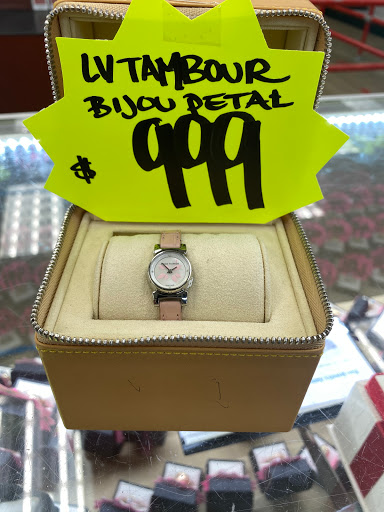 LV TAMBOUR
BIJOU PETAL
$ 999